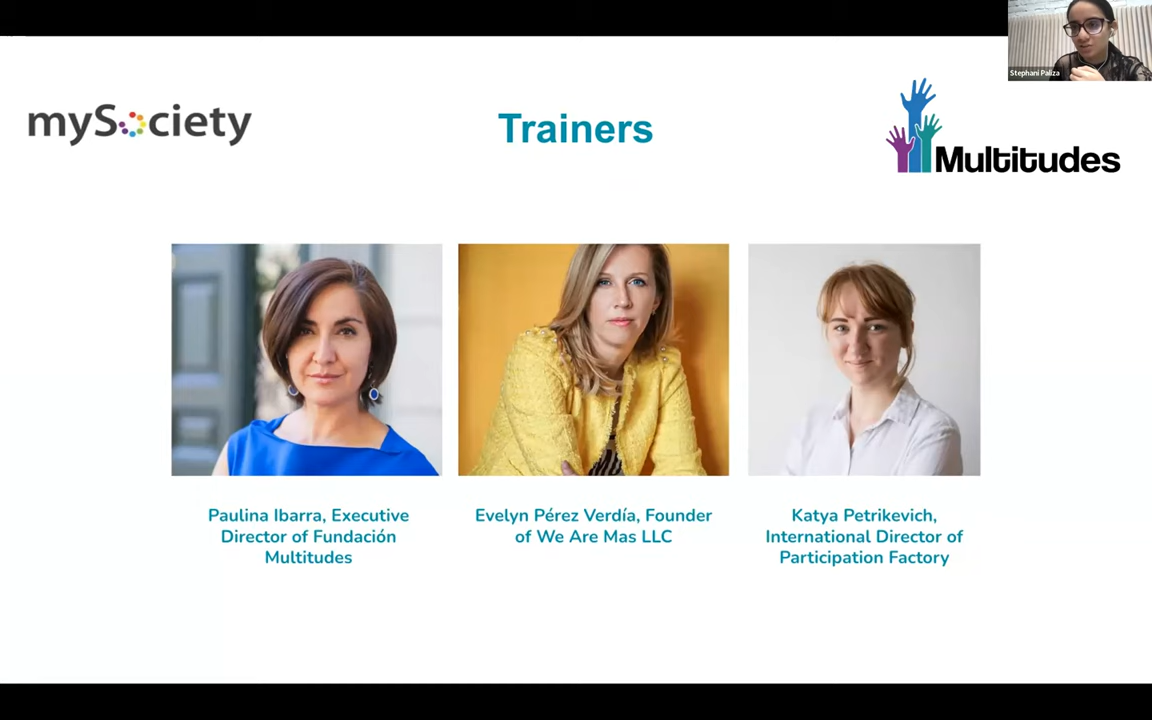 Stephani Paliza
mySociety
Trainers
Multitudes
Paulina Ibarra, Executive
Director of Fundación
Multitudes
Evelyn Pérez Verdía, Founder
of We Are Mas LLC
Katya Petrikevich,
International Director of
Participation Factory